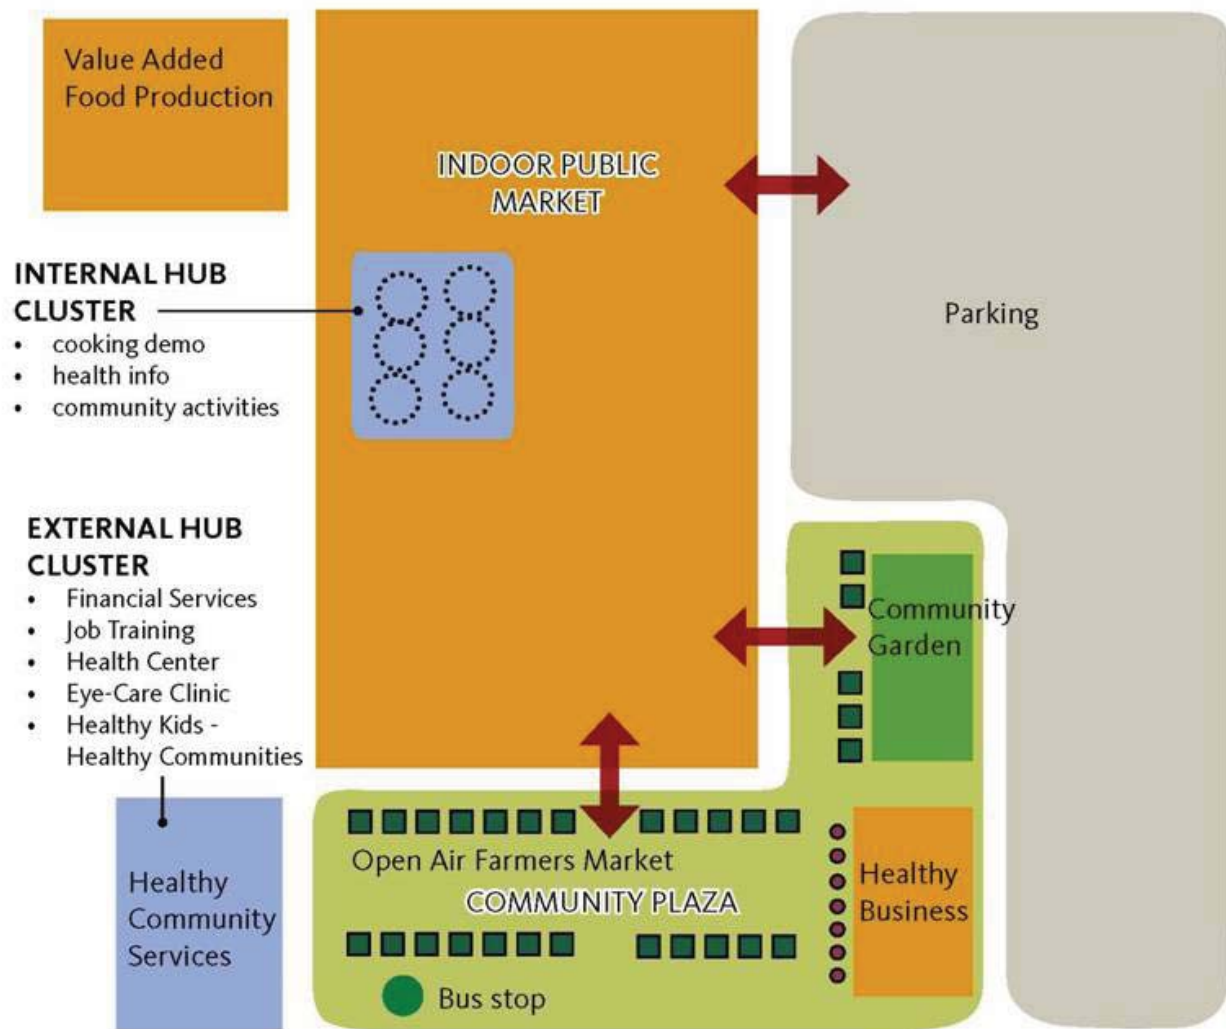 Value Added
Food Production
INDOOR PUBLIC
MARKET
Parking
INTERNAL HUB
CLUSTER
• cooking demo
• health info
• community activities
EXTERNAL HUB
CLUSTER
• Financial Services
• Job Training
• Health Center
• Eye-Care Clinic
• Healthy Kids -
Healthy Communities
Community
Garden
Open Air Farmers Market
COMMUNITY PLAZA
Healthy
Business
Healthy
Community
Services
Bus stop